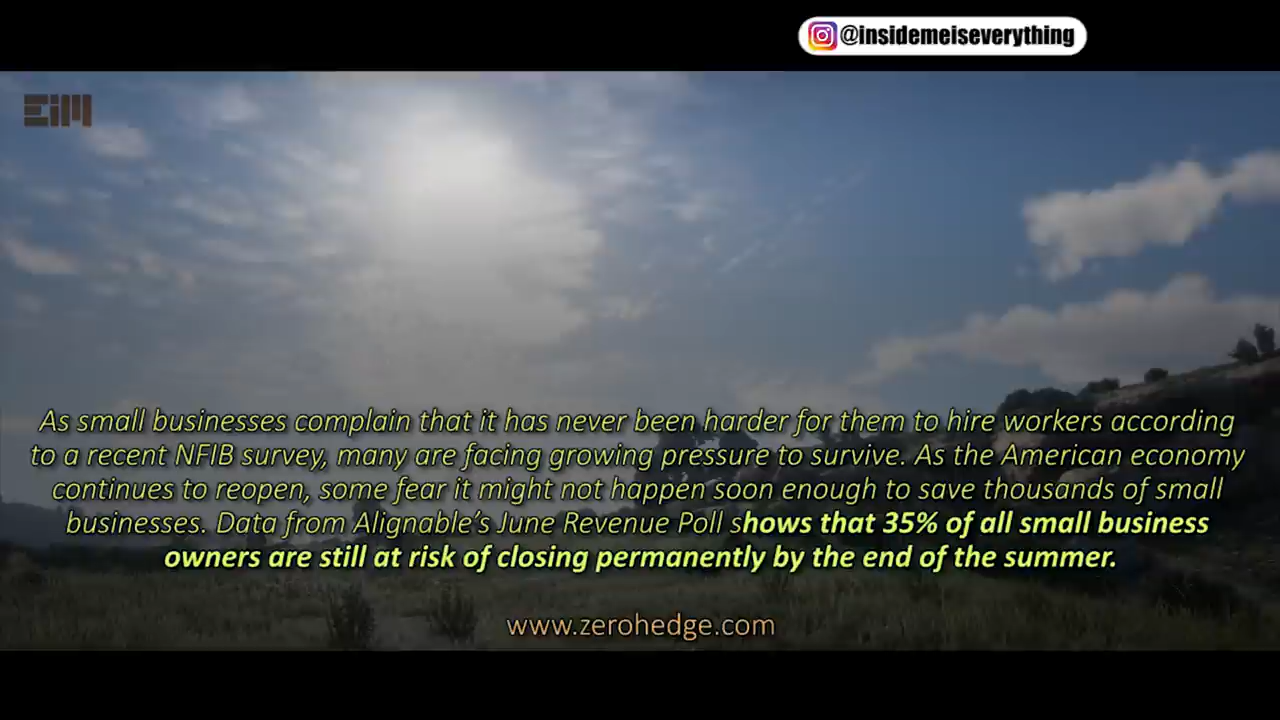 @insidemeiseverything
EiM
As small businesses complain that it has never been harder for them to hire workers according
to a recent NFIB survey, many are facing growing pressure to survive. As the American economy
continues to reopen, some fear it might not happen soon enough to save thousands of small
businesses. Data from Alignable’s June Revenue Poll shows that 35% of all small business
owners are still at risk of closing permanently by the end of the summer.
www.zerohedge.com